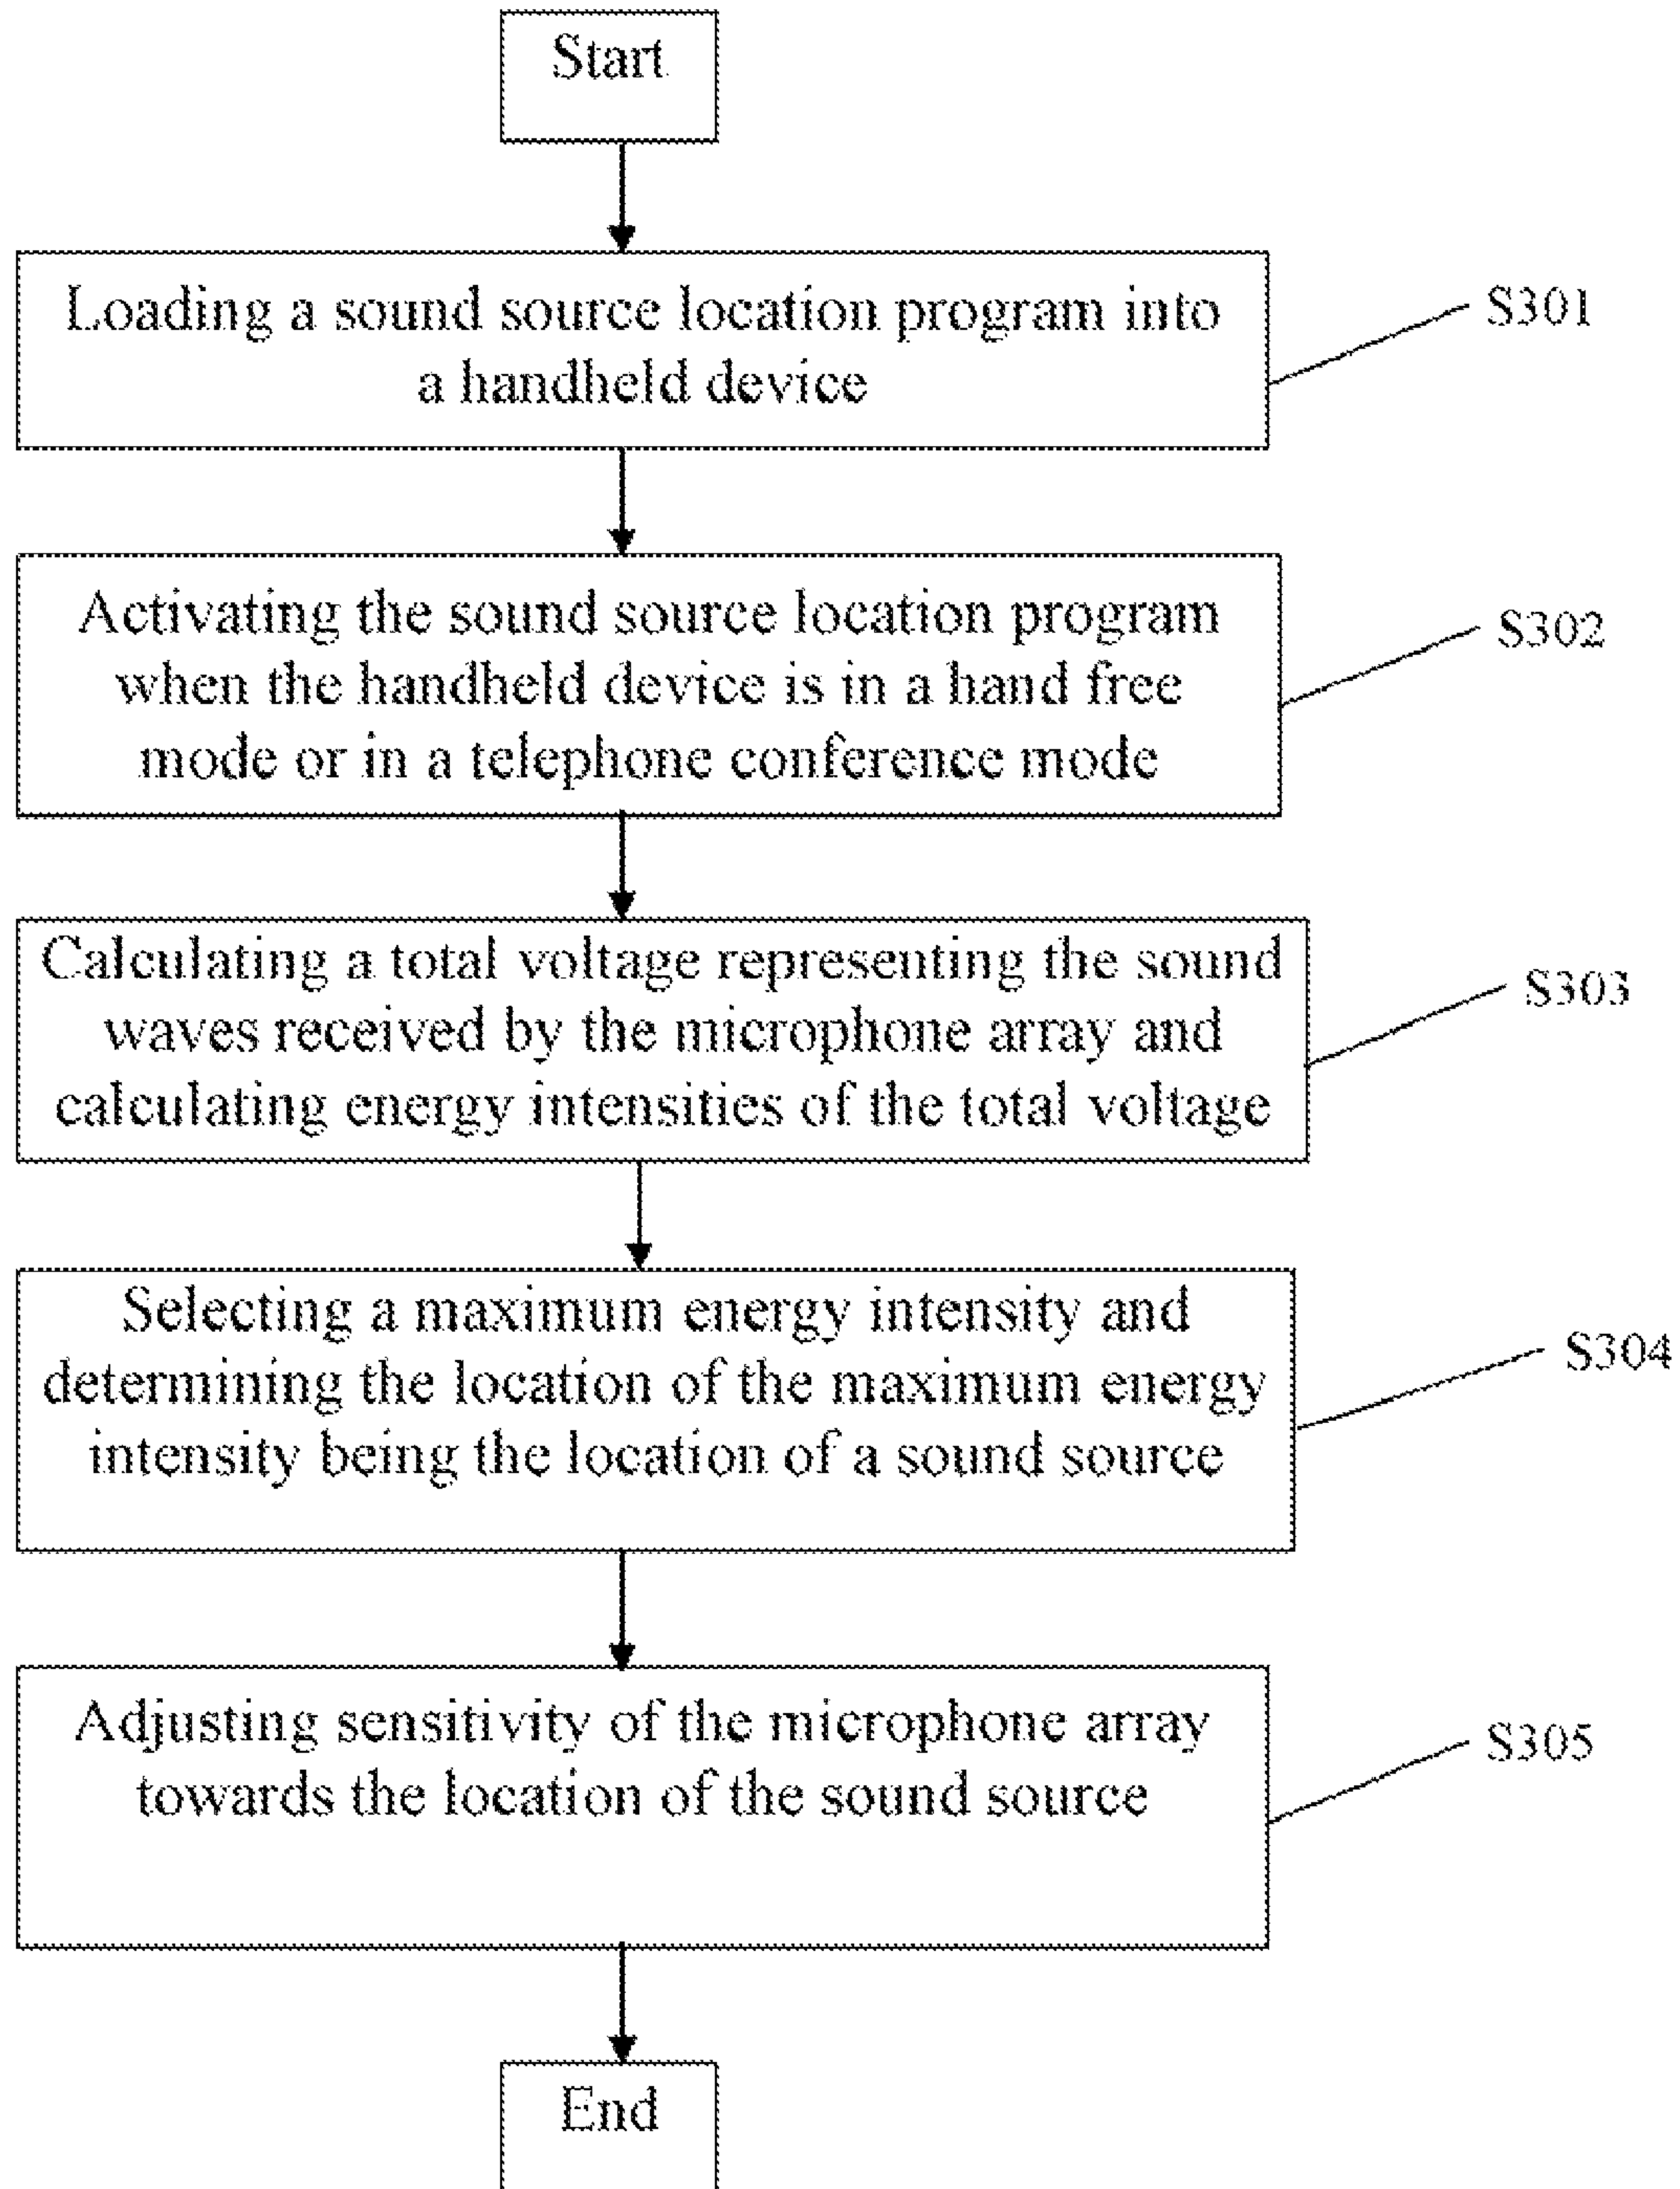 Start
Loading a sound source location program into
a handheld device
S301
Activating the sound source location program
when the handheld device is in a hand free
mode or in a telephone conference mode
S302
Calculating a total voltage representing the sound
waves received by the microphone array and
calculating energy intensities of the total voltage
S303
Selecting a maximum energy intensity and
determining the location of the maximum energy
intensity being the location of a sound source
S304
Adjusting sensitivity of the microphone array
towards the location of the sound source
S305
End